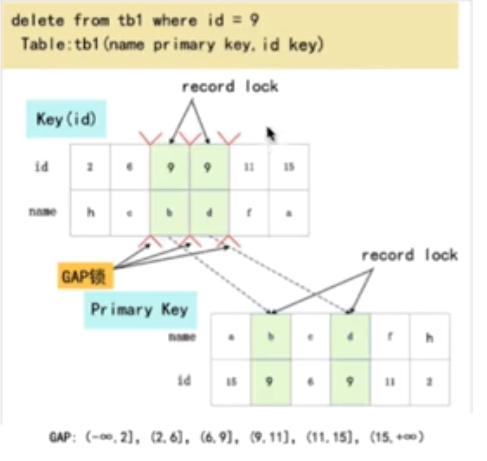 delete from tb1 where id = 9
Table:tb1(name primary key,id key)
record lock
Key(id)
id 2 6 9 9 11 15
name h c b d f a
GAP锁
record lock
Primary Key
name a b c d f h
id 15 9 6 9 11 2
GAP: (-∞,2], (2,6], (6,9], (9,11], (11,15], (15,+∞)